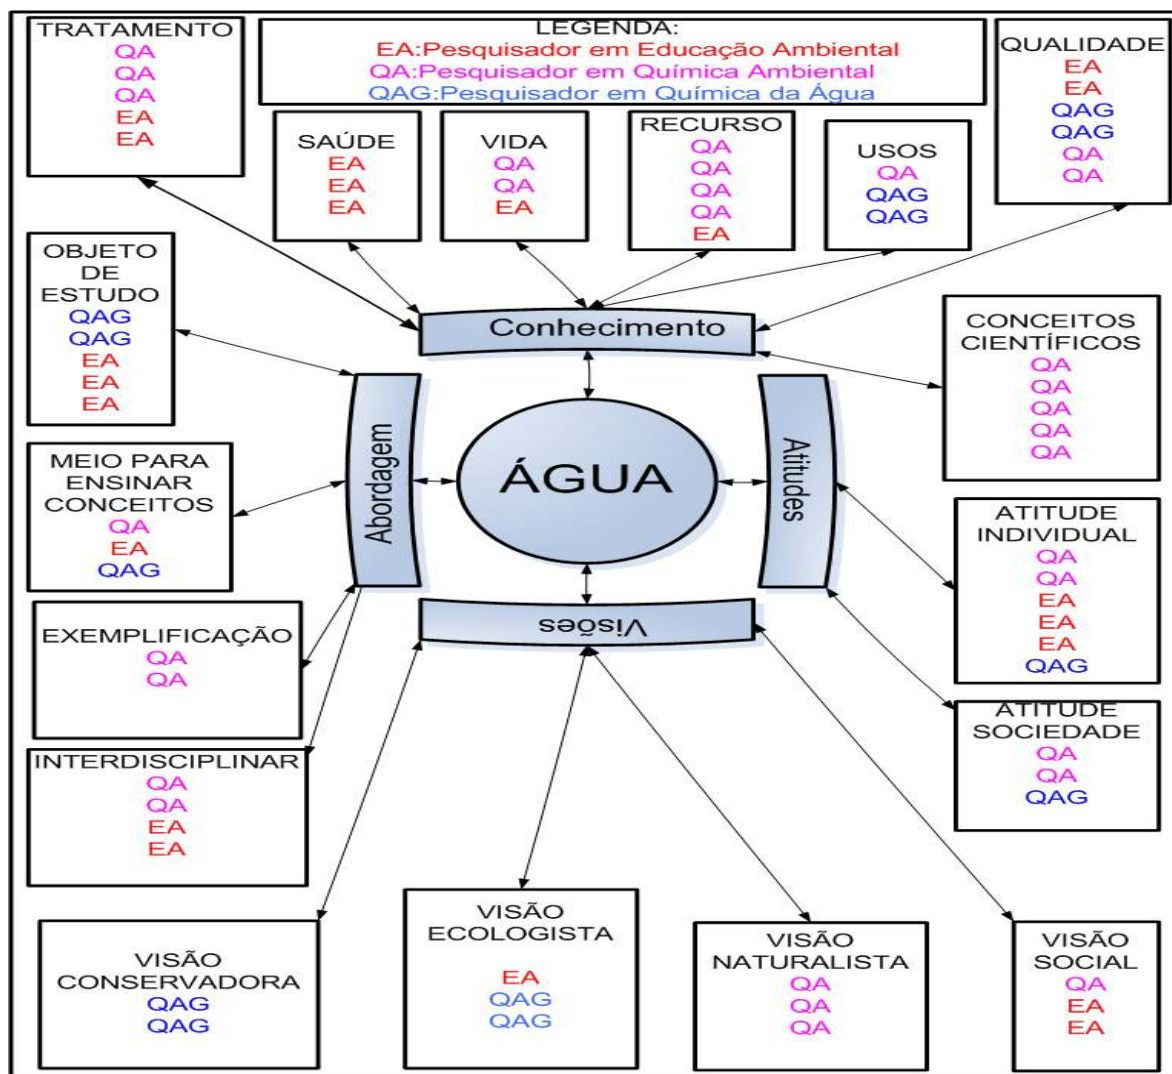 TRATAMENTO
QA
QA
QA
EA
EA
LEGENDA:
EA:Pesquisador em Educação Ambiental
QA:Pesquisador em Química Ambiental
QAG:Pesquisador em Química da Água
QUALIDADE
EA
EA
QAG
QAG
QA
QA
SAÚDE
EA
EA
EA
VIDA
QA
QA
EA
RECURSO
QA
QA
QA
QA
EA
USOS
QA
QAG
QAG
OBJETO
DE
ESTUDO
QAG
QAG
EA
EA
EA
Conhecimento
CONCEITOS
CIENTÍFICOS
QA
QA
QA
QA
QA
MEIO PARA
ENSINAR
CONCEITOS
QA
EA
QAG
Abordagem
ÁGUA
Atitudes
ATITUDE
INDIVIDUAL
QA
QA
EA
EA
EA
QAG
EXEMPLIFICAÇÃO
QA
QA
Visões
ATITUDE
SOCIEDADE
QA
QA
QAG
INTERDISCIPLINAR
QA
QA
EA
EA
VISÃO
CONSERVADORA
QAG
QAG
VISÃO
ECOLOGISTA
EA
QAG
QAG
VISÃO
NATURALISTA
QA
QA
QA
VISÃO
SOCIAL
QA
EA
EA